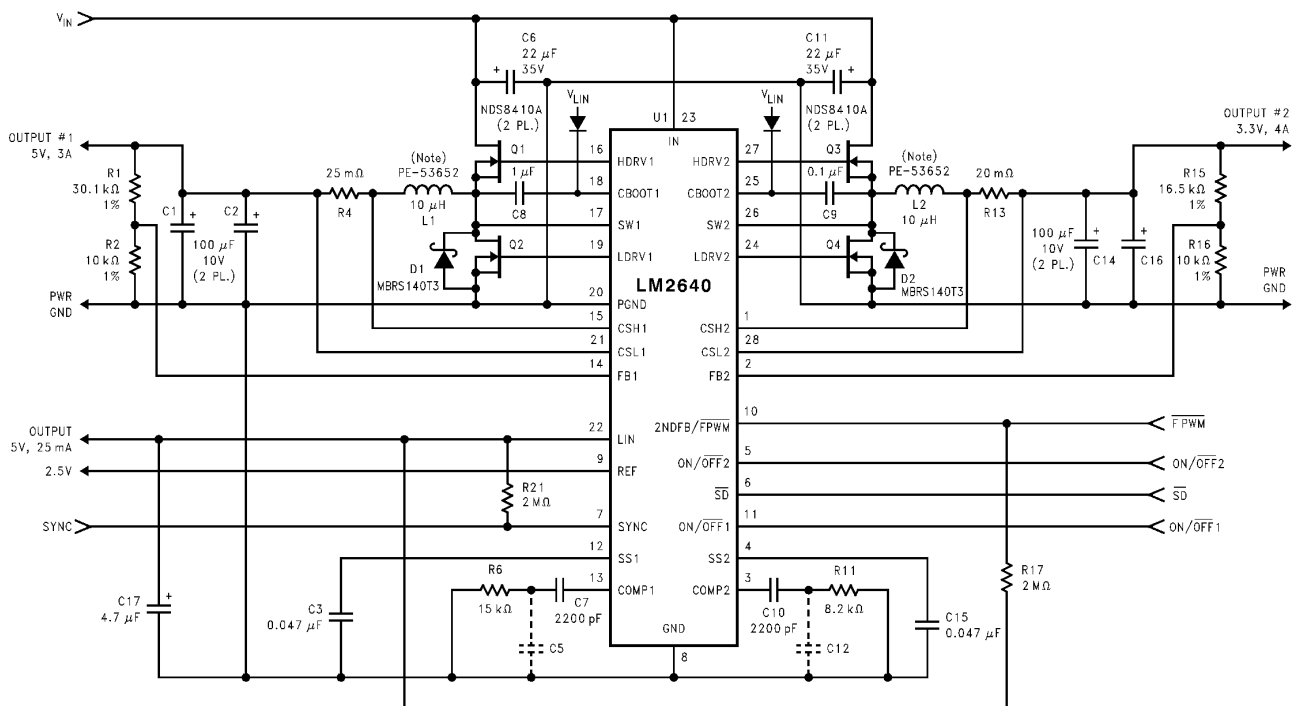 V_IN
C6
22 μF
35V
+
C11
22 μF
35V
+
V_LIN
V_LIN
NDS8410A
(2 PL.)
NDS8410A
(2 PL.)
U1
23
IN
OUTPUT #1
5V, 3A
OUTPUT #2
3.3V, 4A
R1
30.1 kΩ
1%
R2
10 kΩ
1%
C1
+
C2
+
100 μF
10V
(2 PL.)
25 mΩ
R4
(Note)
PE-53652
10 μH
L1
Q1
1 μF
C8
Q2
D1
MBRS140T3
16
HDRV1
18
CBOOT1
17
SW1
19
LDRV1
LM2640
20
PGND
15
CSH1
21
CSL1
14
FB1
27
HDRV2
25
CBOOT2
26
SW2
24
LDRV2
1
CSH2
28
CSL2
2
FB2
Q3
0.1 μF
C9
Q4
D2
MBRS140T3
(Note)
PE-53652
L2
10 μH
20 mΩ
R13
100 μF
10V
(2 PL.)
+
C14
+
C16
R15
16.5 kΩ
1%
R16
10 kΩ
1%
PWR
GND
PWR
GND
OUTPUT
5V, 25 mA
2.5V
SYNC
22
LIN
9
REF
R21
2 MΩ
7
SYNC
12
SS1
13
COMP1
10
2NDFB/FPWM
FPWM
5
ON/OFF2
ON/OFF2
6
SD
SD
11
ON/OFF1
ON/OFF1
4
SS2
3
COMP2
C17
4.7 μF
+
C3
0.047 μF
R6
15 kΩ
C7
2200 pF
C5
GND
8
C10
2200 pF
R11
8.2 kΩ
C12
C15
0.047 μF
R17
2 MΩ